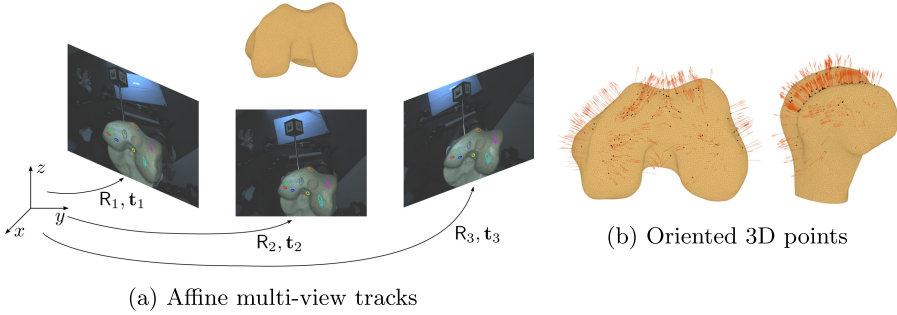 z
y
x
R₁, t₁
R₂, t₂
R₃, t₃
(a) Affine multi-view tracks
(b) Oriented 3D points